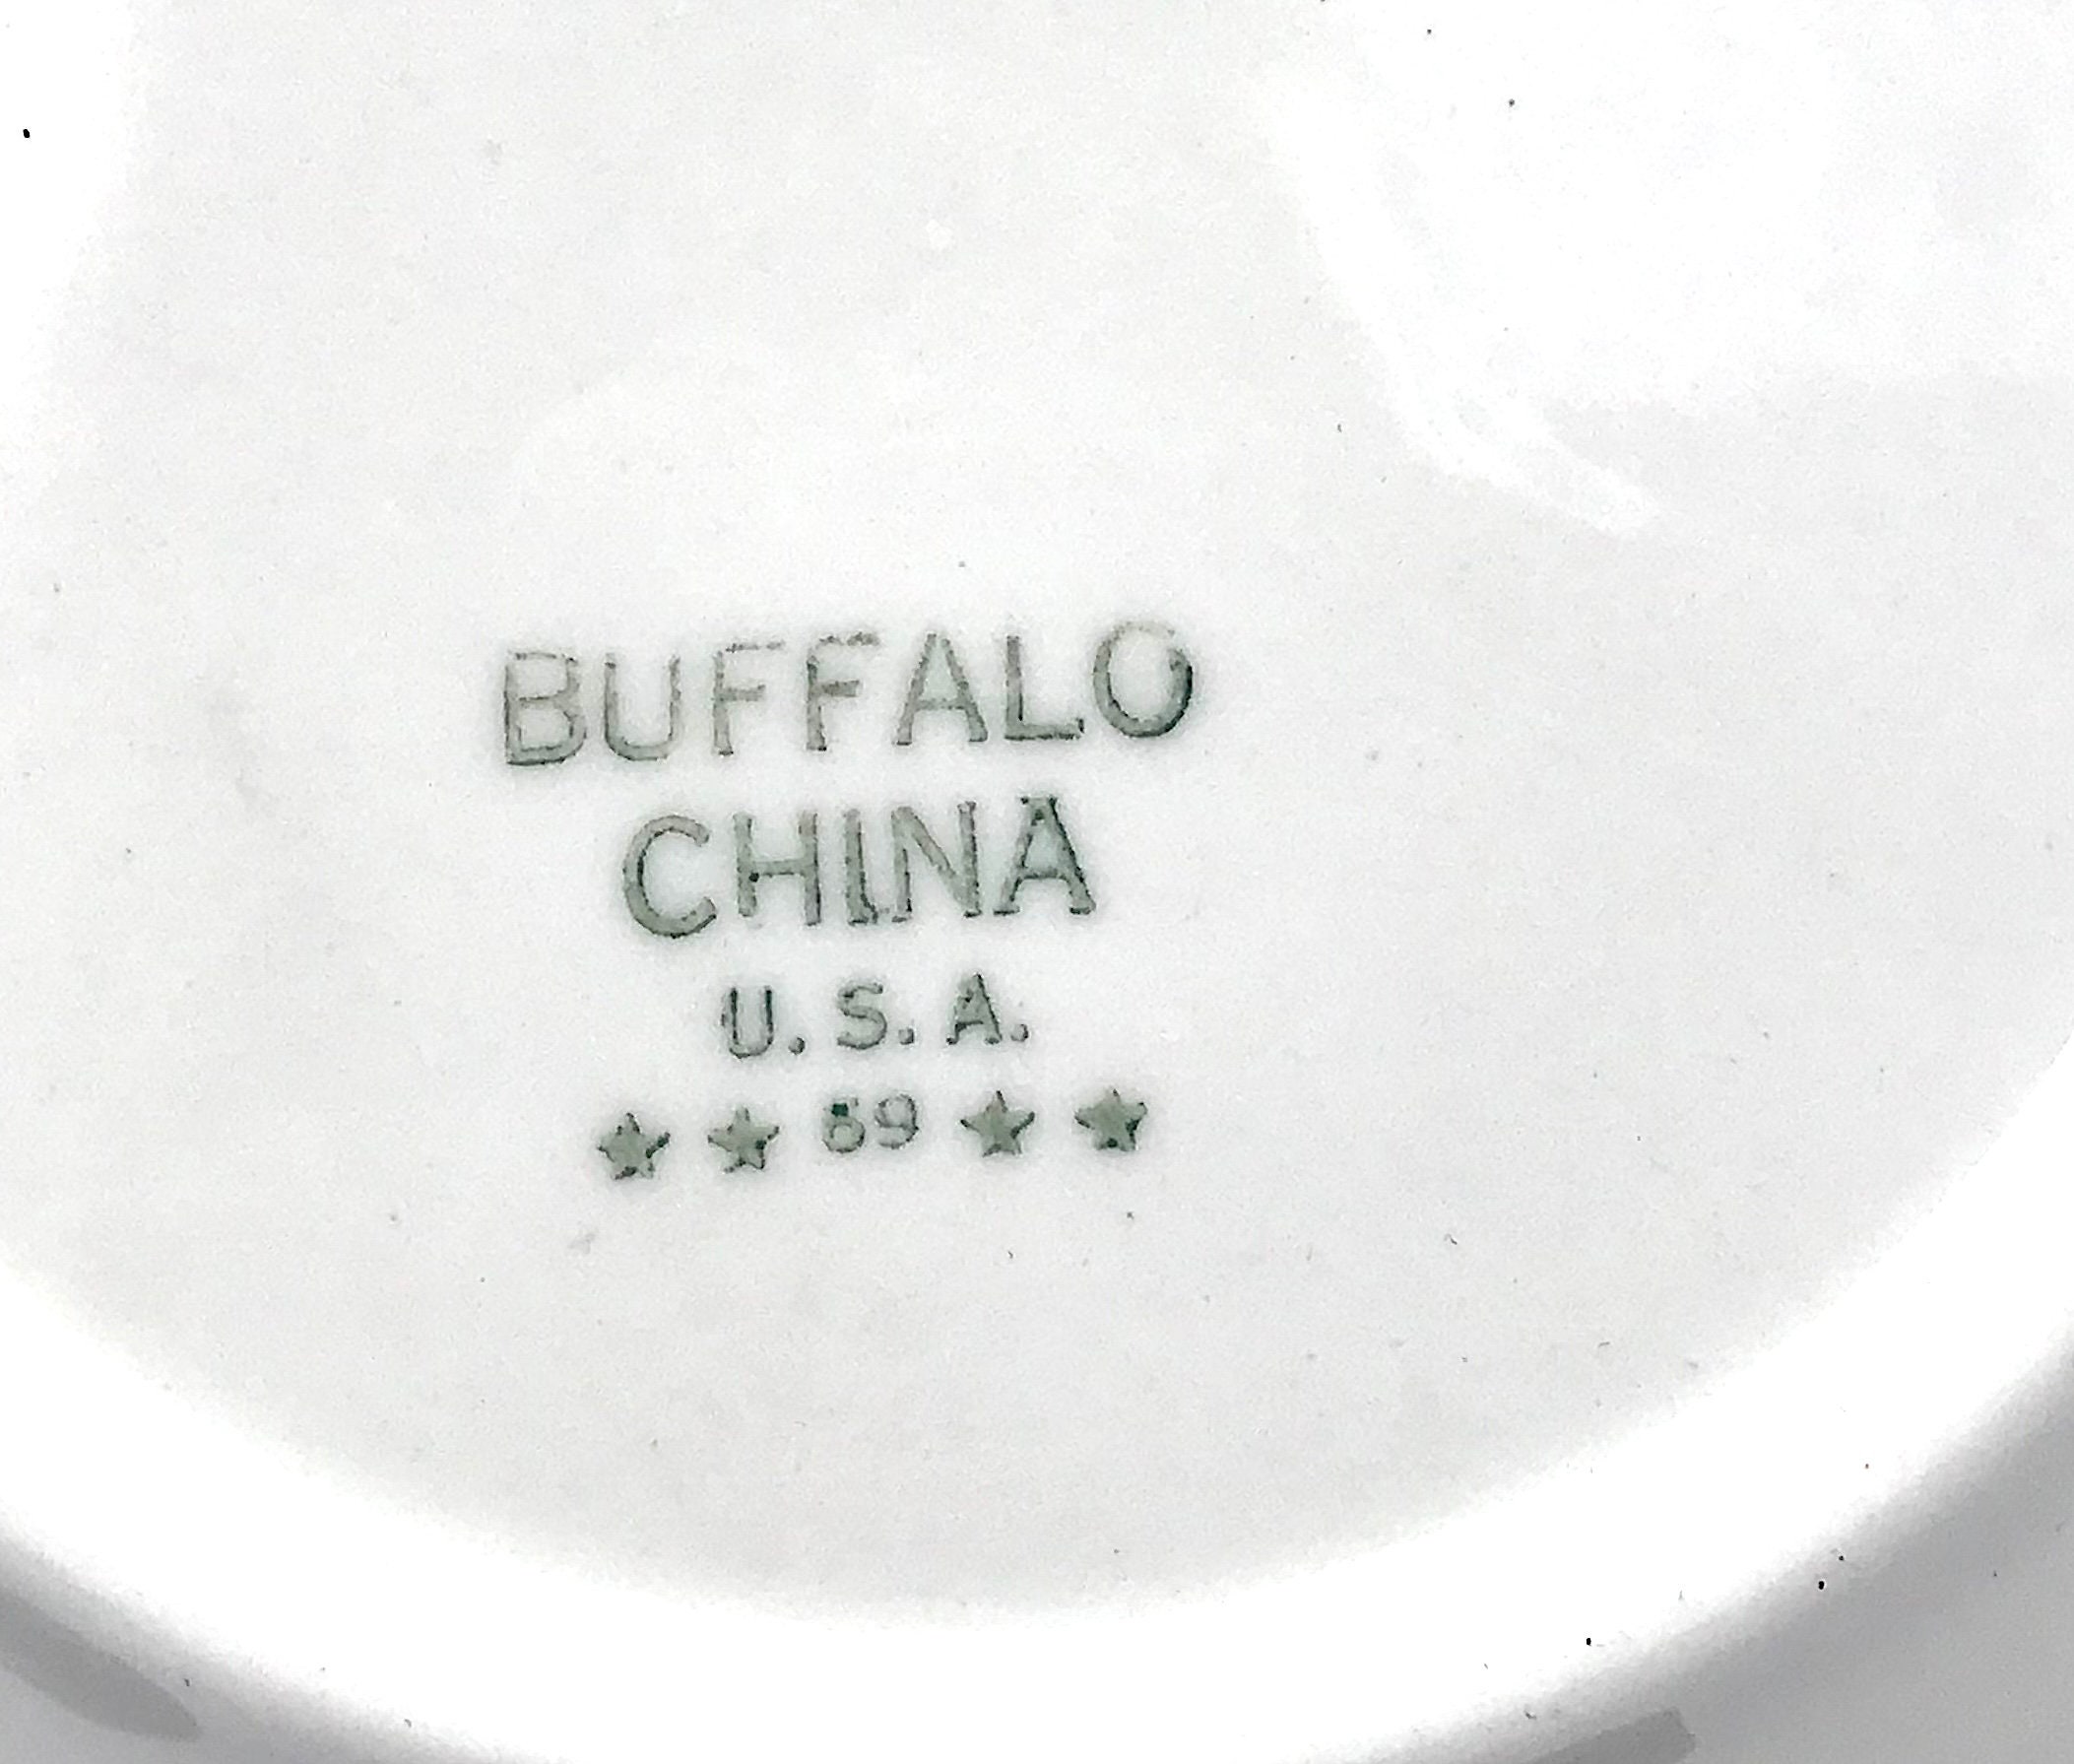 BUFFALO
CHINA
U. S. A.
★ ★ 59 ★ ★